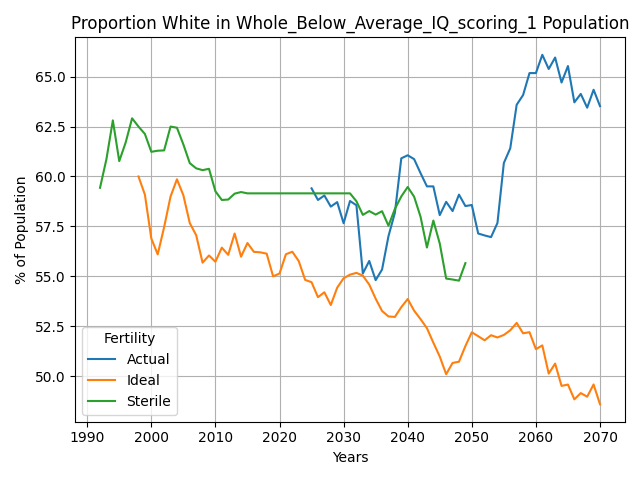 Proportion White in Whole_Below_Average_IQ_scoring_1 Population
% of Population
65.0
62.5
60.0
57.5
55.0
52.5
50.0
Fertility
Actual
Ideal
Sterile
1990 2000 2010 2020 2030 2040 2050 2060 2070
Years